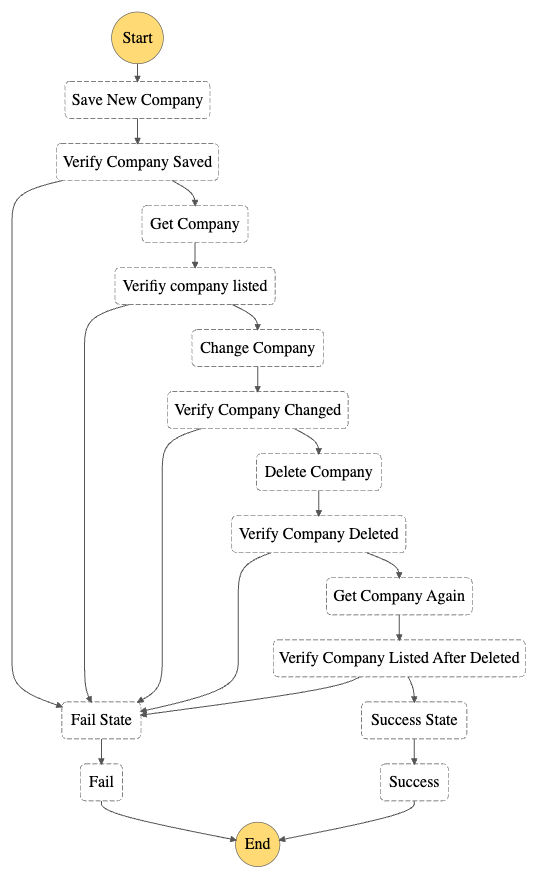 Start
Save New Company
Verify Company Saved
Get Company
Verifiy company listed
Change Company
Verify Company Changed
Delete Company
Verify Company Deleted
Get Company Again
Verify Company Listed After Deleted
Fail State
Success State
Fail
Success
End